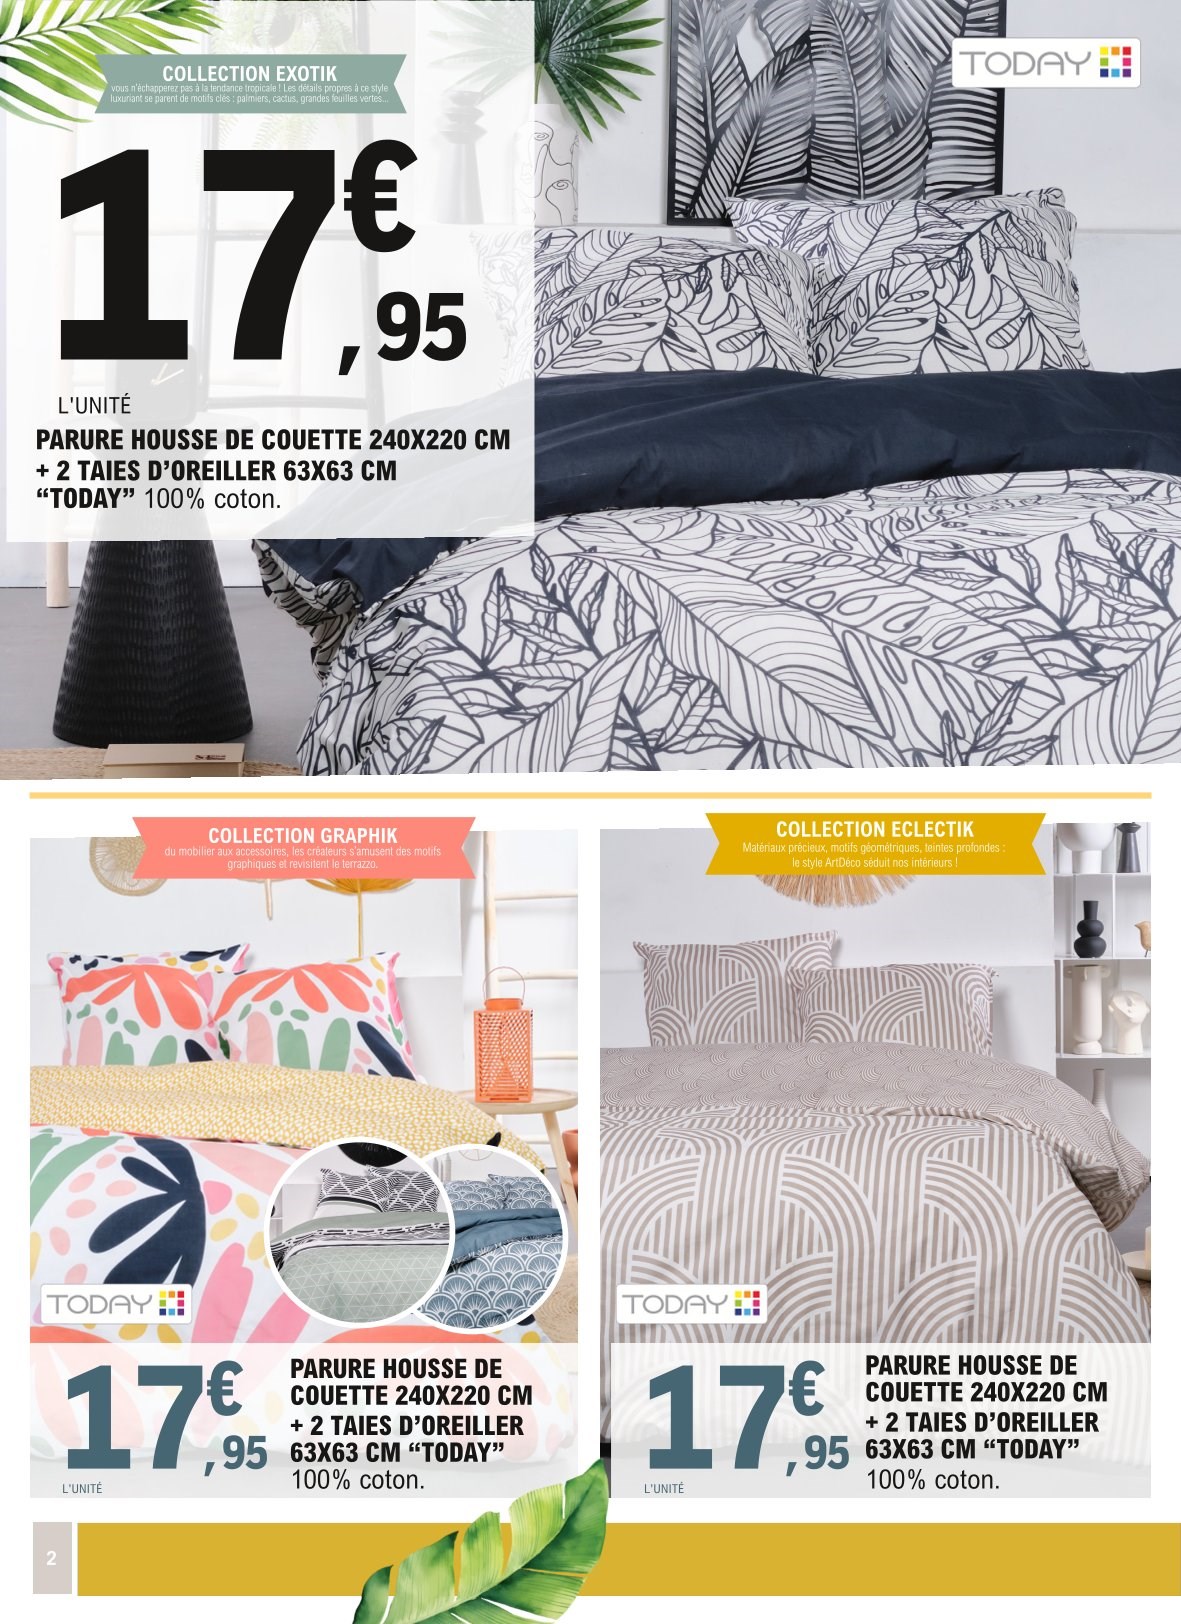 TODAY
COLLECTION EXOTIK
vous n'échapperez pas à la tendance tropicale ! Les détails propres à ce style
luxuriant se parent de motifs clés : palmiers, cactus, grandes feuilles vertes...
17€,95
L'UNITÉ
PARURE HOUSSE DE COUETTE 240X220 CM
+ 2 TAIES D’OREILLER 63X63 CM
“TODAY” 100% coton.
COLLECTION GRAPHIK
du mobilier aux accessoires, les créateurs s'amusent des motifs
graphiques et revisitent le terrazzo.
TODAY
17€,95
L'UNITÉ
PARURE HOUSSE DE
COUETTE 240X220 CM
+ 2 TAIES D’OREILLER
63X63 CM “TODAY”
100% coton.
COLLECTION ECLECTIK
Matériaux précieux, motifs géométriques, teintes profondes :
le style ArtDéco séduit nos intérieurs !
TODAY
17€,95
L'UNITÉ
PARURE HOUSSE DE
COUETTE 240X220 CM
+ 2 TAIES D’OREILLER
63X63 CM “TODAY”
100% coton.
2